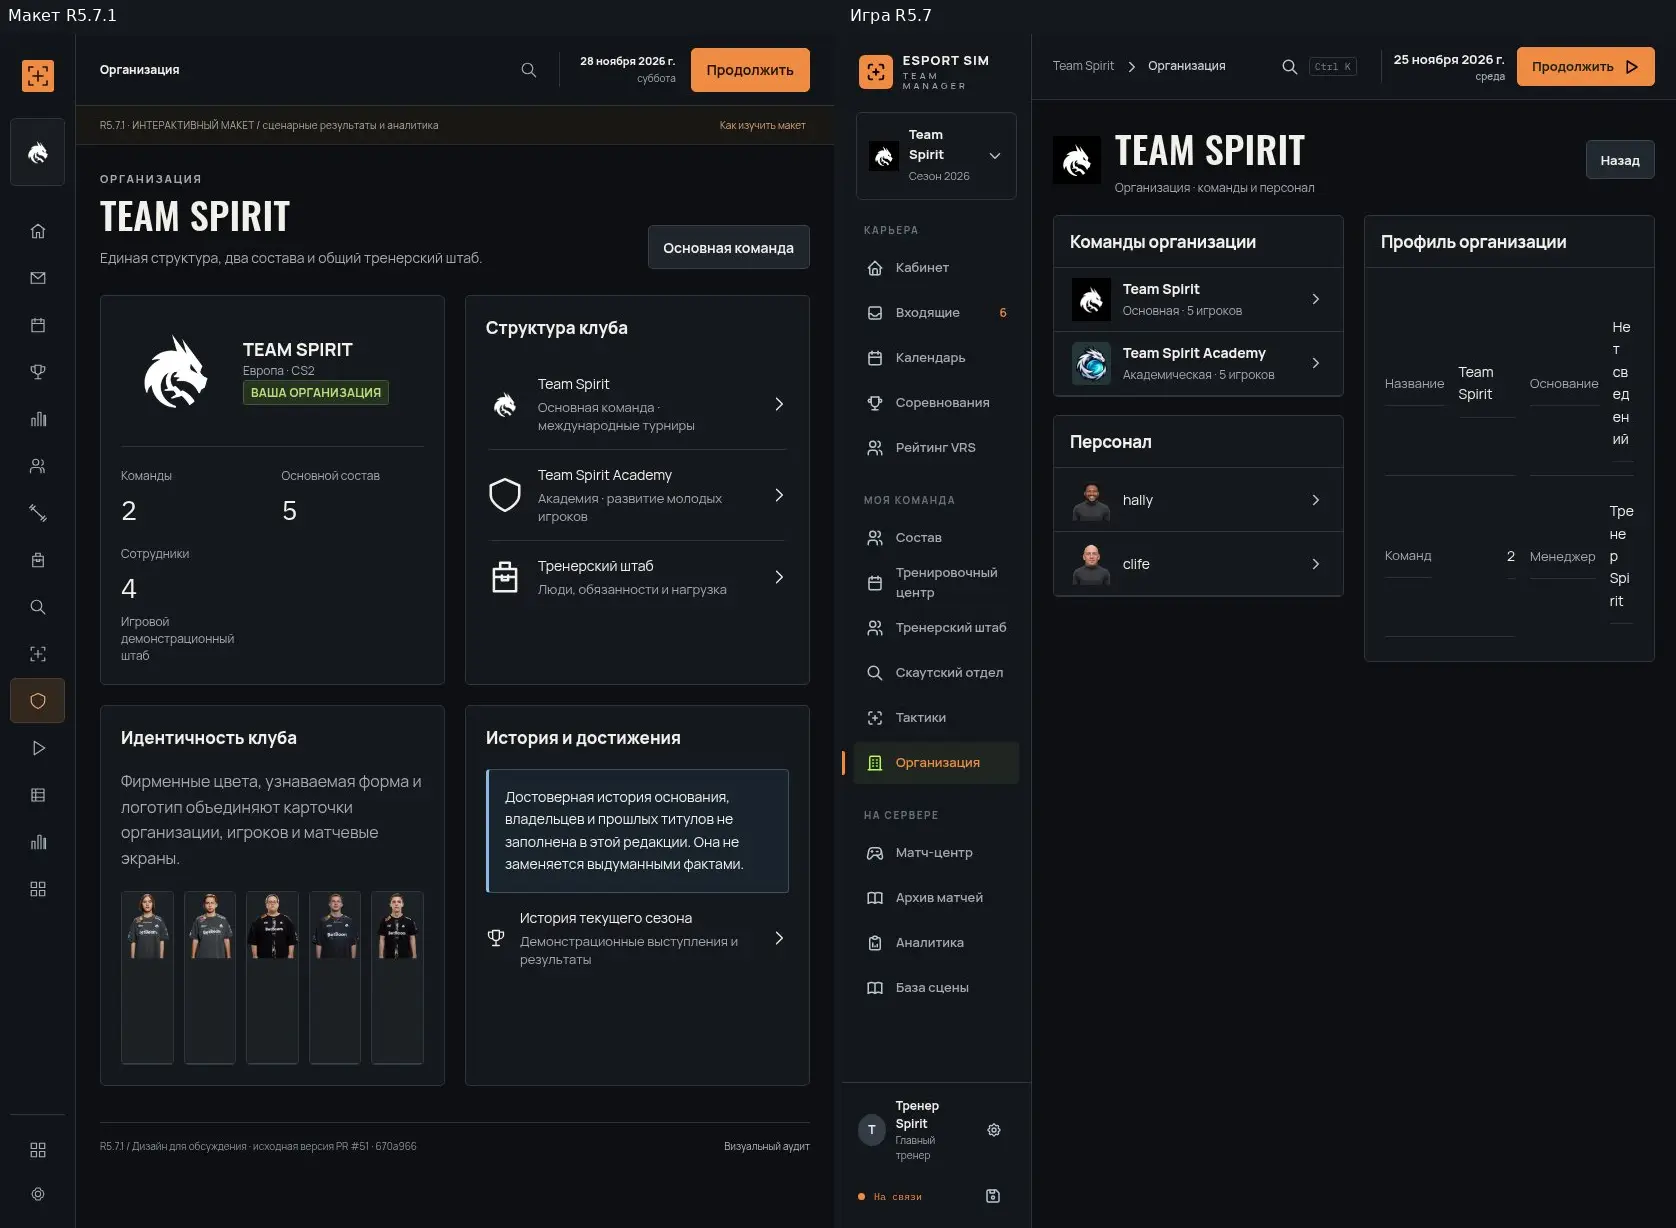 Макет R5.7.1
Организация
28 ноября 2026 г.
суббота
Продолжить
R5.7.1 · ИНТЕРАКТИВНЫЙ МАКЕТ / сценарные результаты и аналитика
Как изучить макет
ОРГАНИЗАЦИЯ
TEAM SPIRIT
Единая структура, два состава и общий тренерский штаб.
Основная команда
TEAM SPIRIT
Европа · CS2
ВАША ОРГАНИЗАЦИЯ
Команды
2
Основной состав
5
Сотрудники
4
Игровой
демонстрационный
штаб
Структура клуба
Team Spirit
Основная команда ·
международные турниры
Team Spirit Academy
Академия · развитие молодых
игроков
Тренерский штаб
Люди, обязанности и нагрузка
Идентичность клуба
Фирменные цвета, узнаваемая форма и
логотип объединяют карточки
организации, игроков и матчевые
экраны.
История и достижения
Достоверная история основания,
владельцев и прошлых титулов не
заполнена в этой редакции. Она не
заменяется выдуманными фактами.
История текущего сезона
Демонстрационные выступления и
результаты
R5.7.1 / Дизайн для обсуждения · исходная версия PR #51 · 670a966
Визуальный аудит
Игра R5.7
ESPORT SIM
TEAM
MANAGER
Team
Spirit
Сезон 2026
КАРЬЕРА
Кабинет
Входящие 6
Календарь
Соревнования
Рейтинг VRS
МОЯ КОМАНДА
Состав
Тренировочный
центр
Тренерский штаб
Скаутский отдел
Тактики
Организация
НА СЕРВЕРЕ
Матч-центр
Архив матчей
Аналитика
База сцены
Т
Тренер
Spirit
Главный
тренер
На связи
Team Spirit
Организация
Ctrl K
25 ноября 2026 г.
среда
Продолжить
TEAM SPIRIT
Организация · команды и персонал
Назад
Команды организации
Team Spirit
Основная · 5 игроков
Team Spirit Academy
Академическая · 5 игроков
Персонал
hally
clife
Профиль организации
Название
Team
Spirit
Основание
Не
т
св
ед
ен
ий
Команд
2
Менеджер
Тре
не
р
Spi
rit